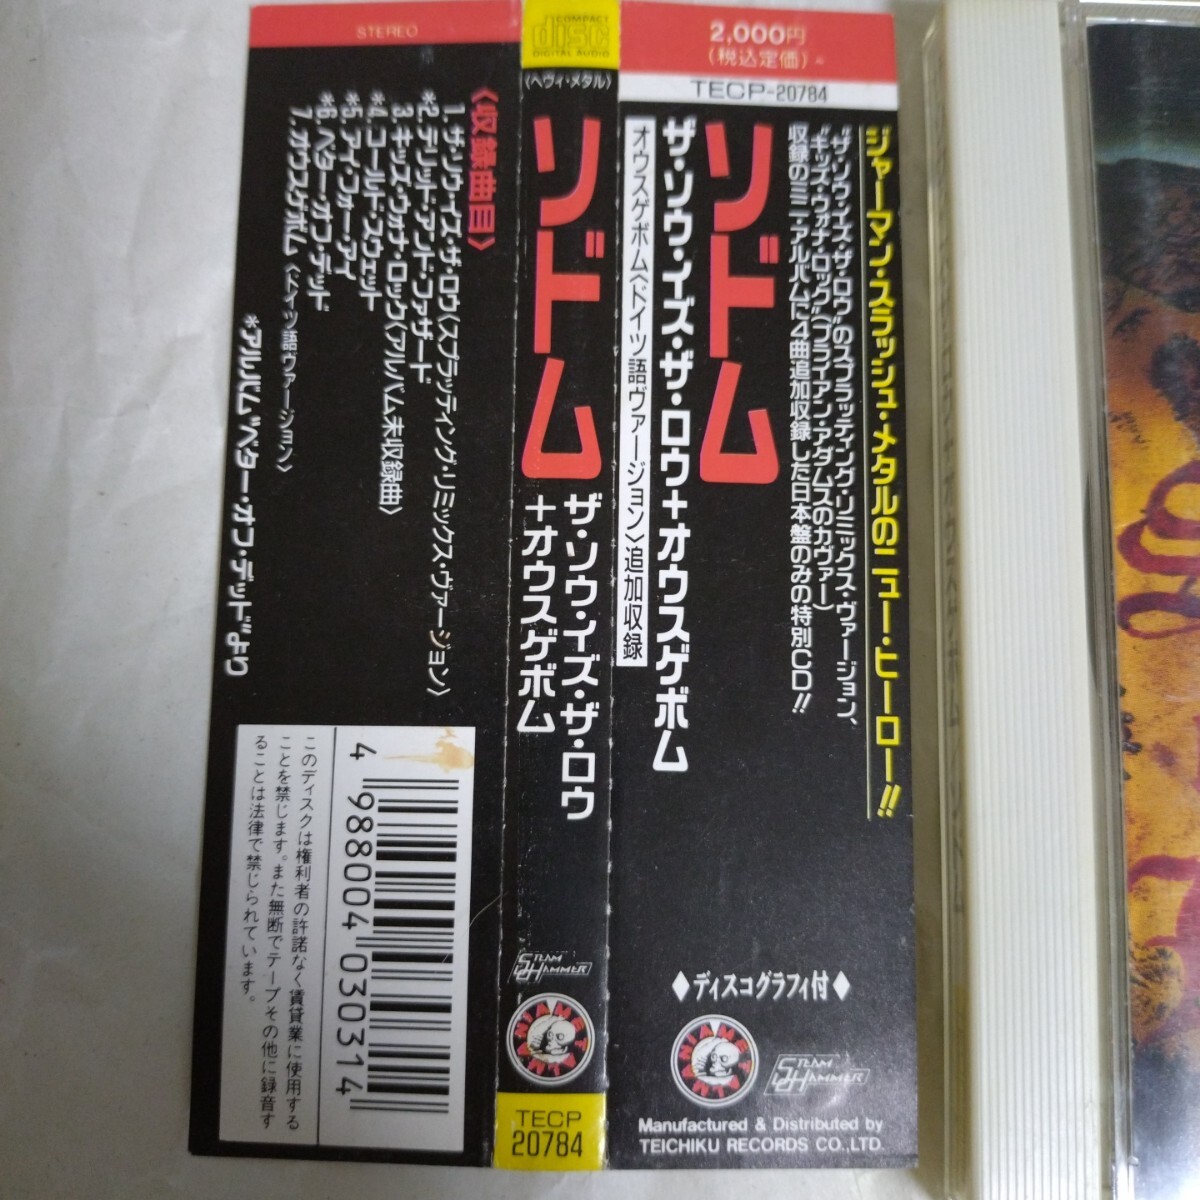 2,000円
(税込定価)
TECP-20784
ジャーマン・スラッシュ・メタルのニュー・ヒーロー!!
"ザ・ソウ・イズ・ザ・ロウ"のスプラッティング・リミックス・ヴァージョン、
"キッズ・ウォナ・ロック"(ブライアン・アダムスのカヴァー)
収録のミニ・アルバムに4曲追加収録した日本盤のみの特別CD!!
ソドム
ザ・ソウ・イズ・ザ・ロウ+オウスゲボム
オウスゲボム〈ドイツ語ヴァージョン〉追加収録
◆ディスコグラフィ付◆
MANIAMETAL
STEAM HAMMER
Manufactured & Distributed by
TEICHIKU RECORDS CO., LTD.
COMPACT
disc
DIGITAL AUDIO
〈ヘヴィ・メタル〉
ソドム
ザ・ソウ・イズ・ザ・ロウ
+オウスゲボム
STEAM HAMMER
TECP
20784
STEREO
〈収録曲目〉
1. ザ・ソウ・イズ・ザ・ロウ〈スプラッティング・リミックス・ヴァージョン〉
*2. テリット・アンド・ファザード
3. キッズ・ウォナ・ロック〈アルバム未収録曲〉
*4. コールド・スウェット
*5. アイ・フォー・アイ
*6. ベター・オフ・デッド
7. オウスゲボム〈ドイツ語ヴァージョン〉
*アルバム"ベター・オフ・デッド"より
4 988004 030314
このディスクは権利者の許諾なく賃貸業に使用する
ことを禁じます。また無断でテープその他に録音す
ることは法律で禁じられています。